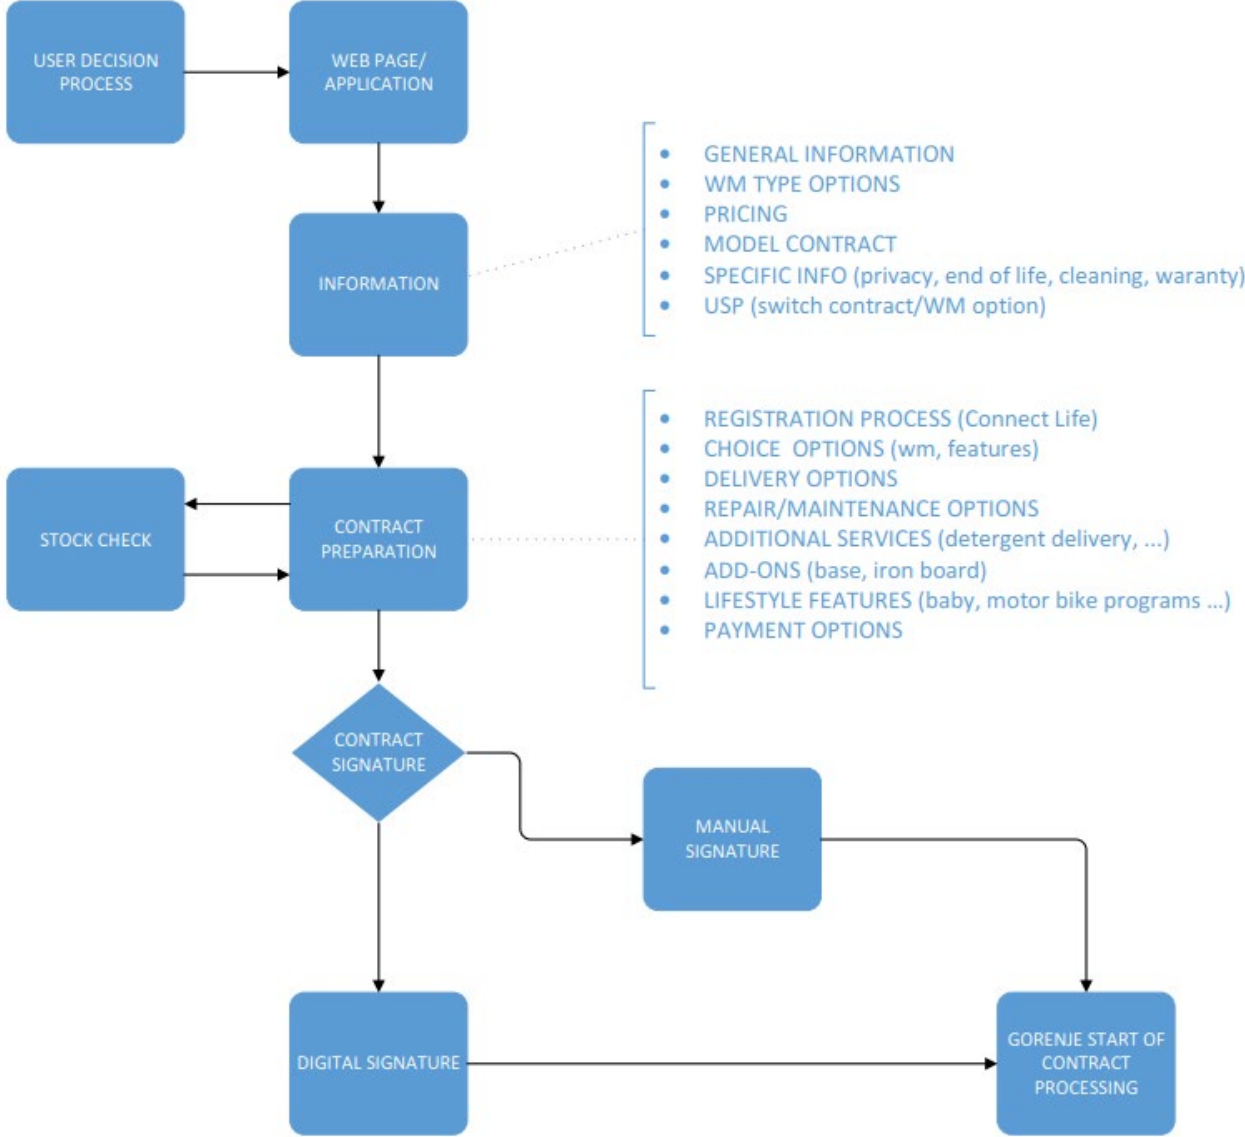 USER DECISION
PROCESS
WEB PAGE/
APPLICATION
INFORMATION
• GENERAL INFORMATION
• WM TYPE OPTIONS
• PRICING
• MODEL CONTRACT
• SPECIFIC INFO (privacy, end of life, cleaning, waranty)
• USP (switch contract/WM option)
STOCK CHECK
CONTRACT
PREPARATION
• REGISTRATION PROCESS (Connect Life)
• CHOICE  OPTIONS (wm, features)
• DELIVERY OPTIONS
• REPAIR/MAINTENANCE OPTIONS
• ADDITIONAL SERVICES (detergent delivery, ...)
• ADD-ONS (base, iron board)
• LIFESTYLE FEATURES (baby, motor bike programs ...)
• PAYMENT OPTIONS
CONTRACT
SIGNATURE
MANUAL
SIGNATURE
DIGITAL SIGNATURE
GORENJE START OF
CONTRACT
PROCESSING